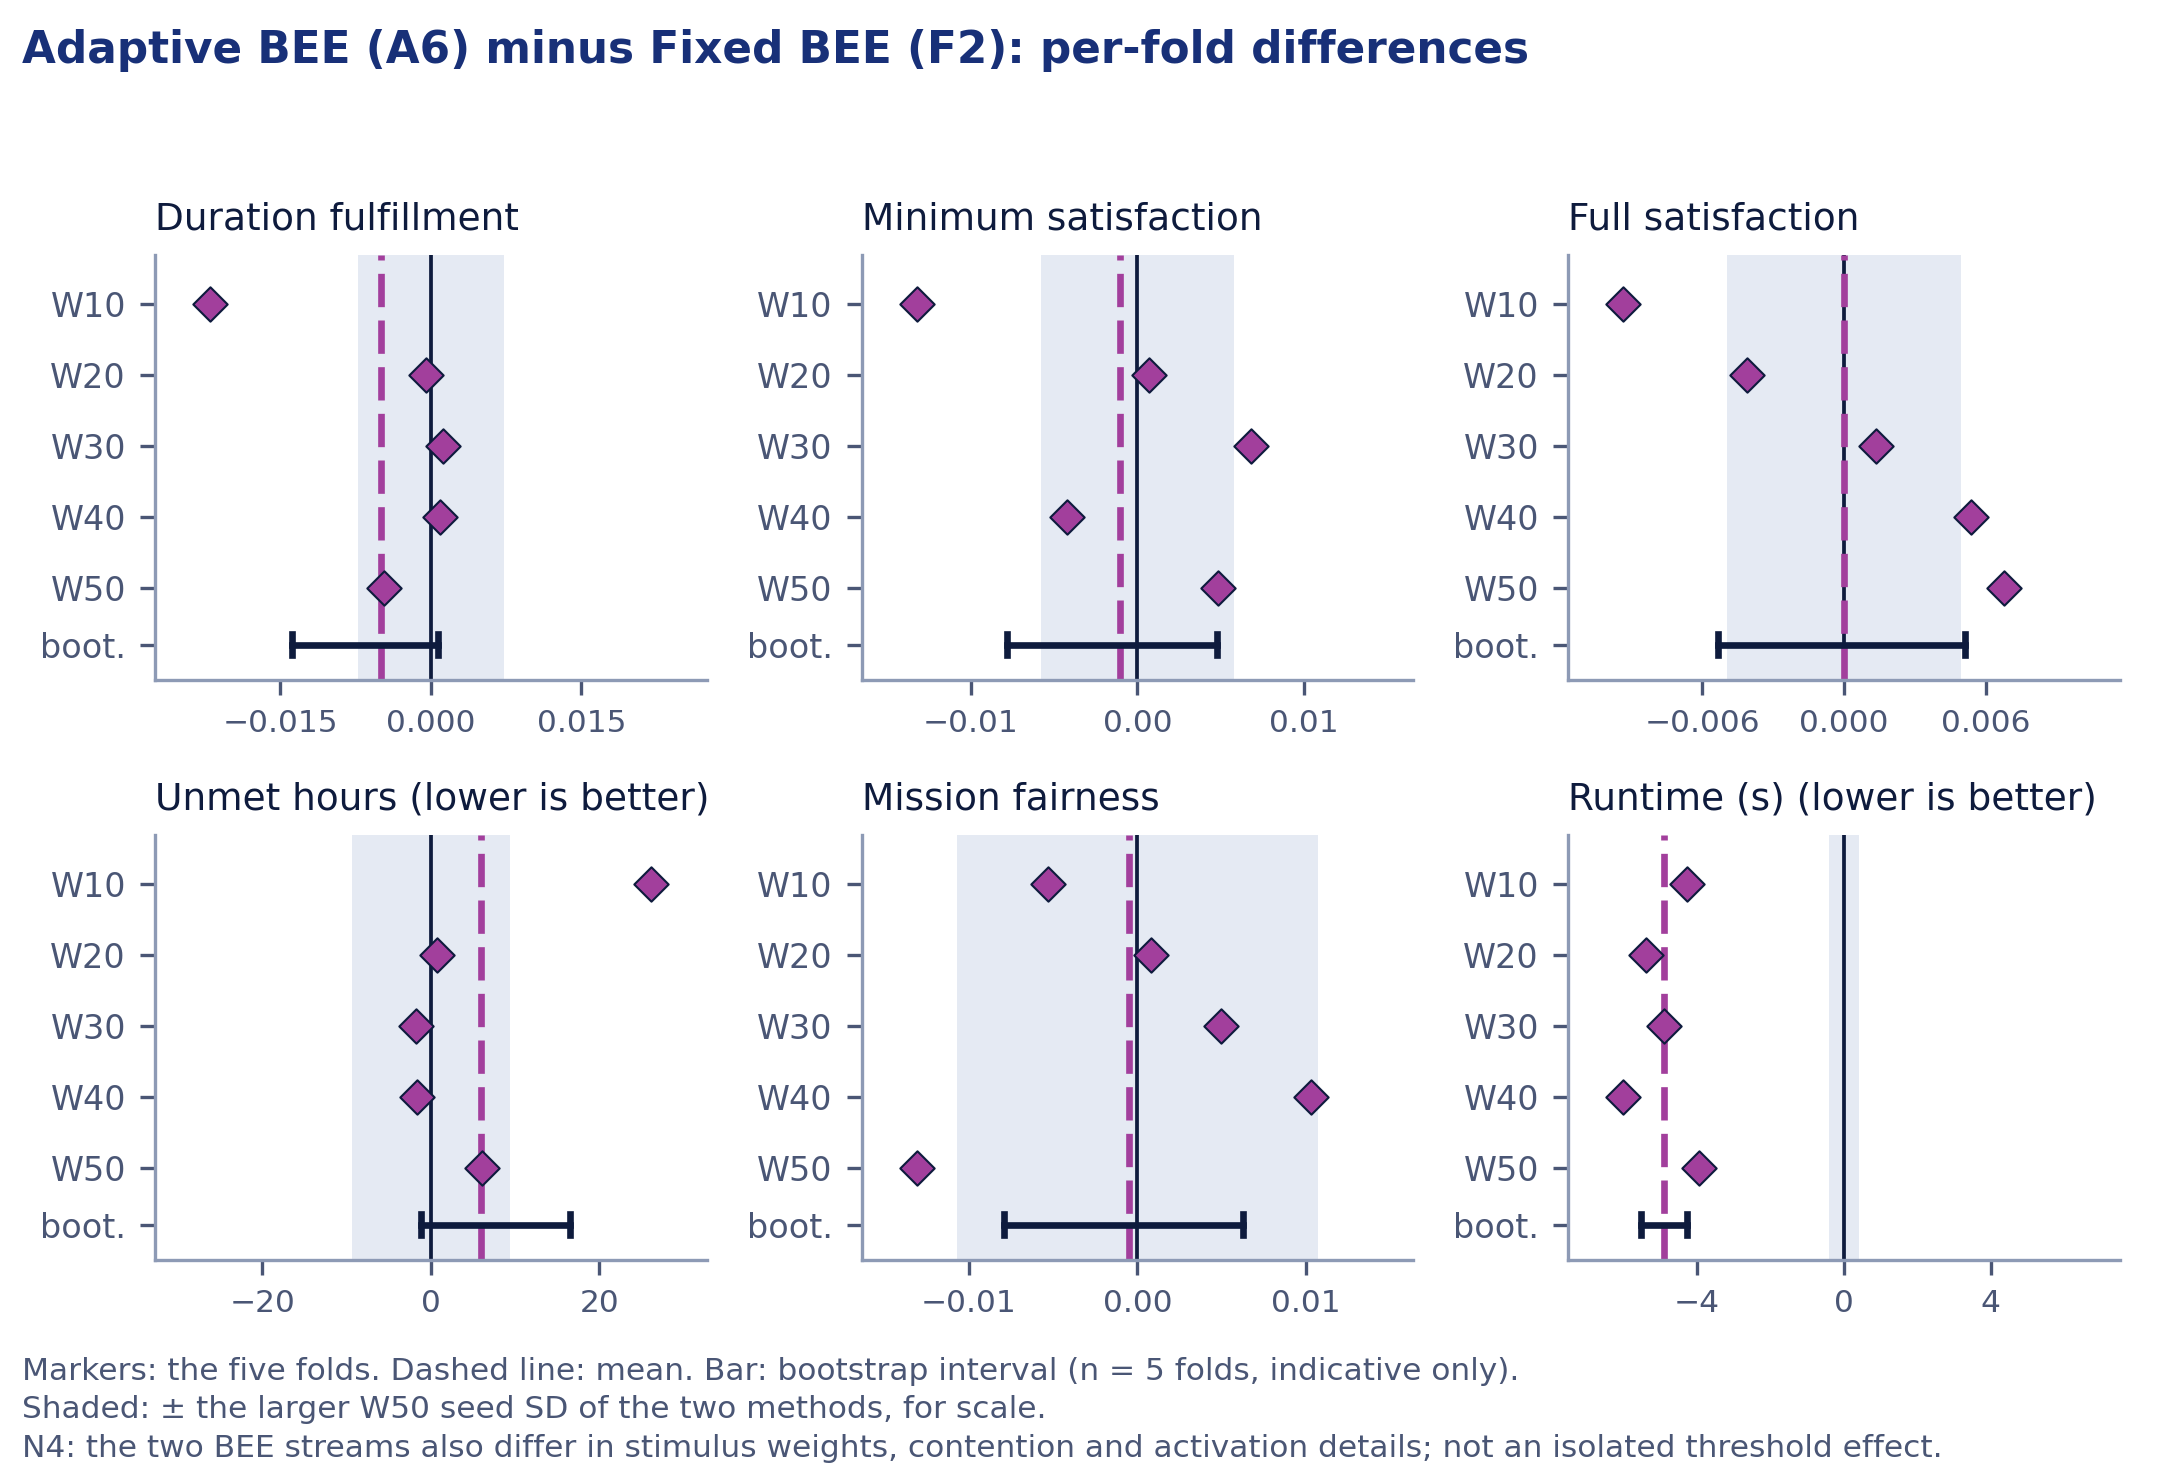 Adaptive BEE (A6) minus Fixed BEE (F2): per-fold differences
Duration fulfillment
W10
W20
W30
W40
W50
boot.
−0.015 0.000 0.015
Minimum satisfaction
W10
W20
W30
W40
W50
boot.
−0.01 0.00 0.01
Full satisfaction
W10
W20
W30
W40
W50
boot.
−0.006 0.000 0.006
Unmet hours (lower is better)
W10
W20
W30
W40
W50
boot.
−20 0 20
Mission fairness
W10
W20
W30
W40
W50
boot.
−0.01 0.00 0.01
Runtime (s) (lower is better)
W10
W20
W30
W40
W50
boot.
−4 0 4
Markers: the five folds. Dashed line: mean. Bar: bootstrap interval (n = 5 folds, indicative only).
Shaded: ± the larger W50 seed SD of the two methods, for scale.
N4: the two BEE streams also differ in stimulus weights, contention and activation details; not an isolated threshold effect.